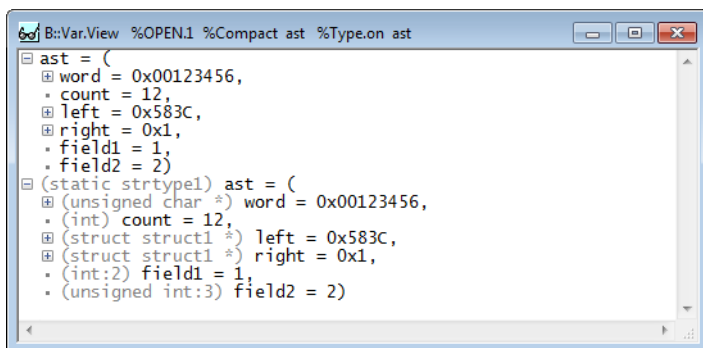 B::Var.View %OPEN.1 %Compact ast %Type.on ast
ast = (
word = 0x00123456,
count = 12,
left = 0x583C,
right = 0x1,
field1 = 1,
field2 = 2)
(static strtype1) ast = (
(unsigned char *) word = 0x00123456,
(int) count = 12,
(struct struct1 *) left = 0x583C,
(struct struct1 *) right = 0x1,
(int:2) field1 = 1,
(unsigned int:3) field2 = 2)